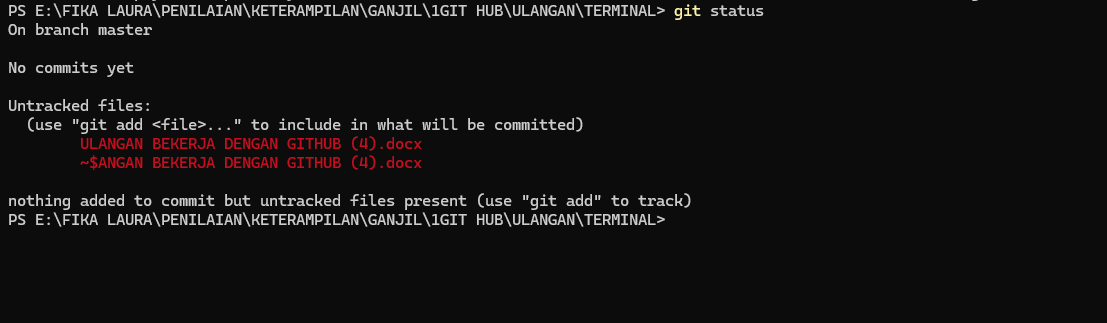 PS E:\FIKA LAURA\PENILAIAN\KETERAMPILAN\GANJIL\1GIT HUB\ULANGAN\TERMINAL> git status
On branch master
No commits yet
Untracked files:
(use "git add <file>..." to include in what will be committed)
ULANGAN BEKERJA DENGAN GITHUB (4).docx
~$ANGAN BEKERJA DENGAN GITHUB (4).docx
nothing added to commit but untracked files present (use "git add" to track)
PS E:\FIKA LAURA\PENILAIAN\KETERAMPILAN\GANJIL\1GIT HUB\ULANGAN\TERMINAL>